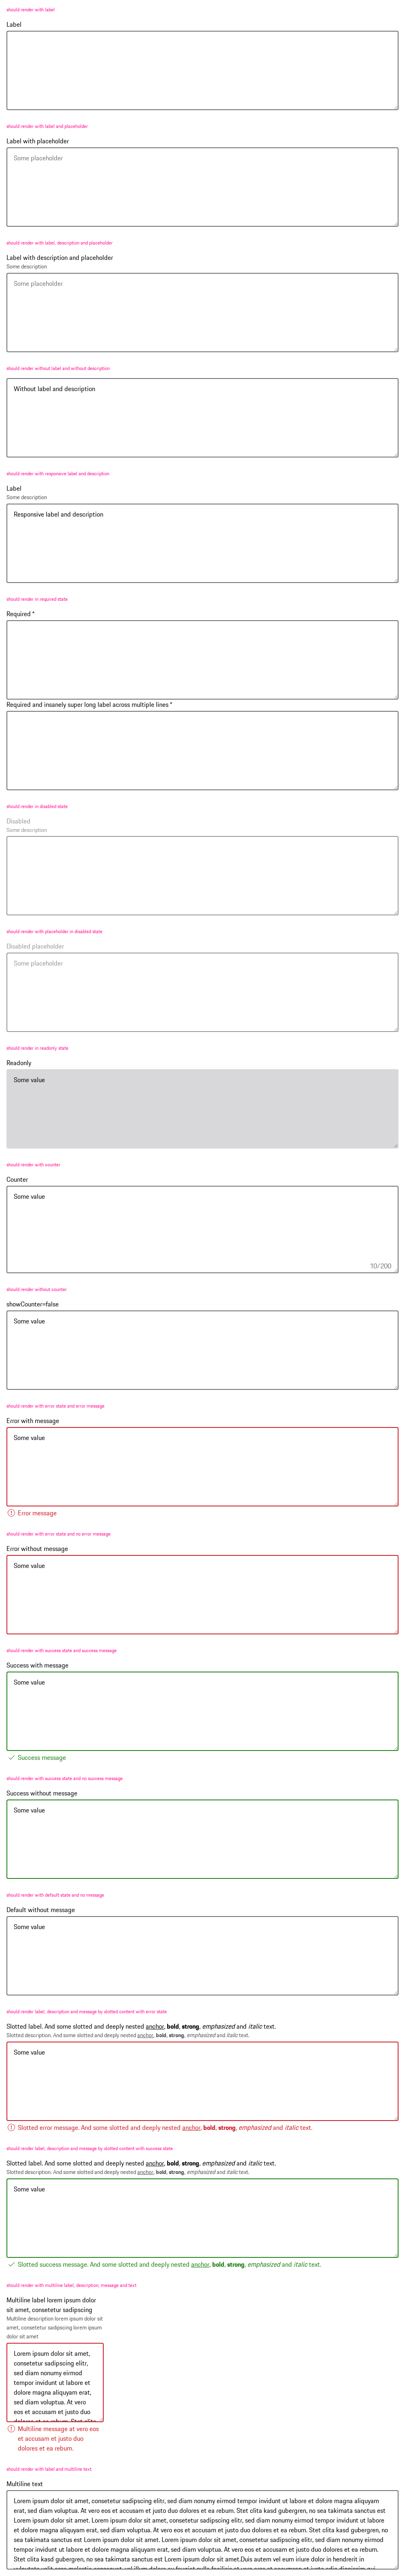 should render with label
Label
should render with label and placeholder
Label with placeholder
Some placeholder
should render with label, description and placeholder
Label with description and placeholder
Some description
Some placeholder
should render without label and without description
Without label and description
should render with responsive label and description
Label
Some description
Responsive label and description
should render in required state
Required *
Required and insanely super long label across multiple lines *
should render in disabled state
Disabled
Some description
should render with placeholder in disabled state
Disabled placeholder
Some placeholder
should render in readonly state
Readonly
Some value
should render with counter
Counter
Some value
10/200
should render without counter
showCounter=false
Some value
should render with error state and error message
Error with message
Some value
Error message
should render with error state and no error message
Error without message
Some value
should render with success state and success message
Success with message
Some value
Success message
should render with success state and no success message
Success without message
Some value
should render with default state and no message
Default without message
Some value
should render label, description and message by slotted content with error state
Slotted label. And some slotted and deeply nested anchor, bold, strong, emphasized and italic text.
Slotted description. And some slotted and deeply nested anchor, bold, strong, emphasized and italic text.
Some value
Slotted error message. And some slotted and deeply nested anchor, bold, strong, emphasized and italic text.
should render label, description and message by slotted content with success state
Slotted label. And some slotted and deeply nested anchor, bold, strong, emphasized and italic text.
Slotted description. And some slotted and deeply nested anchor, bold, strong, emphasized and italic text.
Some value
Slotted success message. And some slotted and deeply nested anchor, bold, strong, emphasized and italic text.
should render with multiline label, description, message and text
Multiline label lorem ipsum dolor
sit amet, consetetur sadipscing
Multiline description lorem ipsum dolor sit
amet, consetetur sadipscing lorem ipsum
dolor sit amet
Lorem ipsum dolor sit amet,
consetetur sadipscing elitr,
sed diam nonumy eirmod
tempor invidunt ut labore et
dolore magna aliquyam erat,
sed diam voluptua. At vero
eos et accusam et justo duo
Multiline message at vero eos
et accusam et justo duo
dolores et ea rebum.
should render with label and multiline text
Multiline text
Lorem ipsum dolor sit amet, consetetur sadipscing elitr, sed diam nonumy eirmod tempor invidunt ut labore et dolore magna aliquyam
erat, sed diam voluptua. At vero eos et accusam et justo duo dolores et ea rebum. Stet clita kasd gubergren, no sea takimata sanctus est
Lorem ipsum dolor sit amet. Lorem ipsum dolor sit amet, consetetur sadipscing elitr, sed diam nonumy eirmod tempor invidunt ut labore
et dolore magna aliquyam erat, sed diam voluptua. At vero eos et accusam et justo duo dolores et ea rebum. Stet clita kasd gubergren, no
sea takimata sanctus est Lorem ipsum dolor sit amet. Lorem ipsum dolor sit amet, consetetur sadipscing elitr, sed diam nonumy eirmod
tempor invidunt ut labore et dolore magna aliquyam erat, sed diam voluptua. At vero eos et accusam et justo duo dolores et ea rebum.
Stet clita kasd gubergren, no sea takimata sanctus est Lorem ipsum dolor sit amet.Duis autem vel eum iriure dolor in hendrerit in